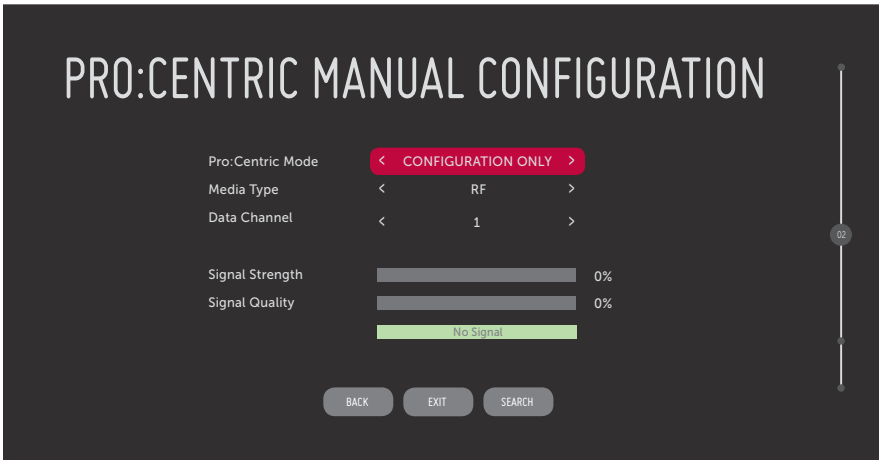 PRO:CENTRIC MANUAL CONFIGURATION
Pro:Centric Mode < CONFIGURATION ONLY >
Media Type < RF >
Data Channel < 1 >
02
Signal Strength 0%
Signal Quality 0%
No Signal
BACK EXIT SEARCH